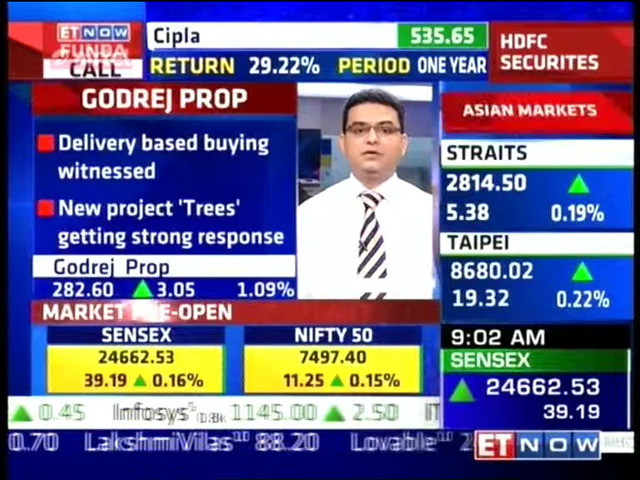 ET NOW
FUNDA
CALL
Cipla 535.65
RETURN 29.22% PERIOD ONE YEAR
HDFC
SECURITES
GODREJ PROP
Delivery based buying
witnessed
New project 'Trees'
getting strong response
Godrej Prop
282.60 3.05 1.09%
ASIAN MARKETS
STRAITS
2814.50
5.38 0.19%
TAIPEI
8680.02
19.32 0.22%
MARKET PRE-OPEN
SENSEX
24662.53
39.19 0.16%
NIFTY 50
7497.40
11.25 0.15%
9:02 AM
SENSEX
24662.53
39.19
0.45 Infosys 1145.00 2.50
0.70 LakshmiVilas 88.20 Lovable
ET NOW